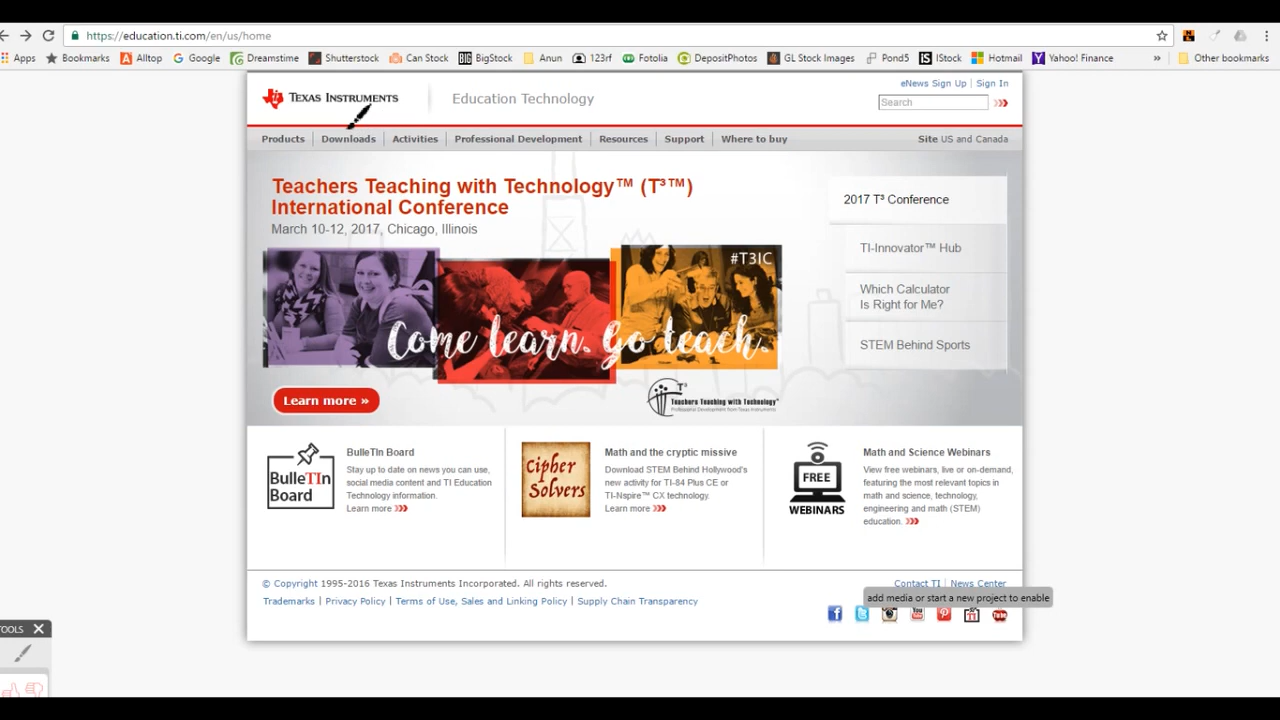 https://education.ti.com/en/us/home
Apps Bookmarks Alltop Google Dreamstime Shutterstock Can Stock BigStock Anun 123rf Fotolia DepositPhotos GL Stock Images Pond5 IStock Hotmail Yahoo! Finance » Other bookmarks
eNews Sign Up | Sign In
TEXAS INSTRUMENTS
Education Technology
Search
Products Downloads Activities Professional Development Resources Support Where to buy Site US and Canada
Teachers Teaching with Technology™ (T³™)
International Conference
March 10-12, 2017, Chicago, Illinois
#T3IC
Come learn. Go teach.
T³
Teachers Teaching with Technology™
Professional Development from Texas Instruments
Learn more »
2017 T³ Conference
TI-Innovator™ Hub
Which Calculator
Is Right for Me?
STEM Behind Sports
BulleTIn
Board
BulleTIn Board
Stay up to date on news you can use,
social media content and TI Education
Technology information.
Learn more
Cipher
Solvers
Math and the cryptic missive
Download STEM Behind Hollywood's
new activity for TI-84 Plus CE or
TI-Nspire™ CX technology.
Learn more
FREE
WEBINARS
Math and Science Webinars
View free webinars, live or on-demand,
featuring the most relevant topics in
math and science, technology,
engineering and math (STEM)
education.
© Copyright 1995-2016 Texas Instruments Incorporated. All rights reserved.
Contact TI | News Center
Trademarks | Privacy Policy | Terms of Use, Sales and Linking Policy | Supply Chain Transparency
add media or start a new project to enable
TOOLS